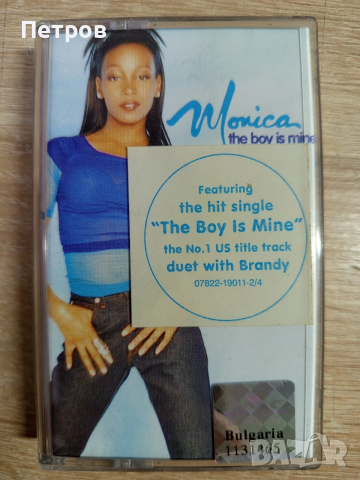 Петров
Monica
the boy is mine
Featuring
the hit single
"The Boy Is Mine"
the No.1 US title track
duet with Brandy
07822-19011-2/4
Bulgaria
BAZAR